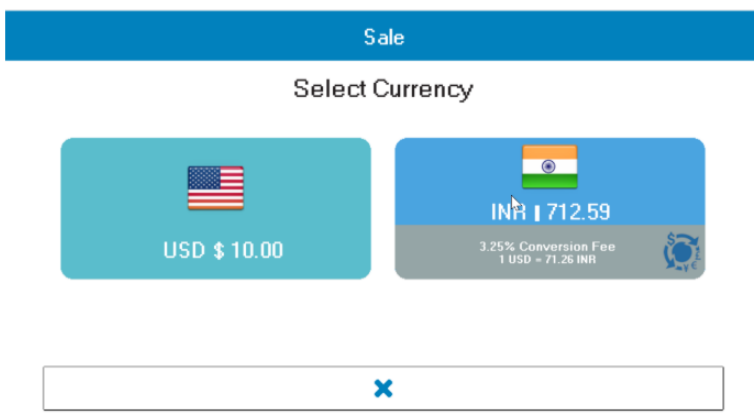 Sale
Select Currency
USD $ 10.00
INR | 712.59
3.25% Conversion Fee
1 USD = 71.26 INR